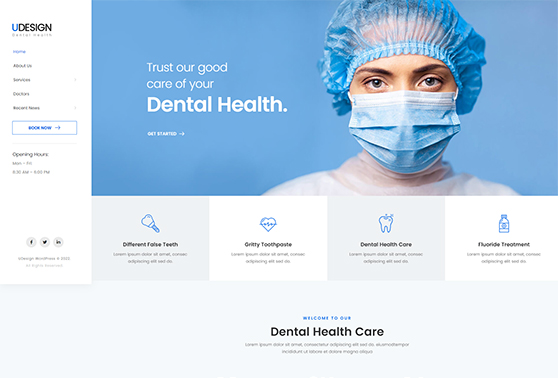 UDESIGN
Dental Health
Home
About Us
Services
Doctors
Recent News
BOOK NOW
Opening Hours:
Mon – Fri
8:30 AM – 9:00 PM
UDesign WordPress © 2022
All Rights Reserved
Trust our good
care of your
Dental Health.
GET STARTED
Different False Teeth
Lorem ipsum dolor sit amet, consec
adipiscing elit sed do.
Gritty Toothpaste
Lorem ipsum dolor sit amet, consec
adipiscing elit sed do.
Dental Health Care
Lorem ipsum dolor sit amet, consec
adipiscing elit sed do.
Fluoride Treatment
Lorem ipsum dolor sit amet, consec
adipiscing elit sed do.
WELCOME TO OUR
Dental Health Care
Lorem ipsum dolor sit amet, consectetur adipiscing elit sed do eiusmod tempor
incididunt ut labore et dolore magna aliqua